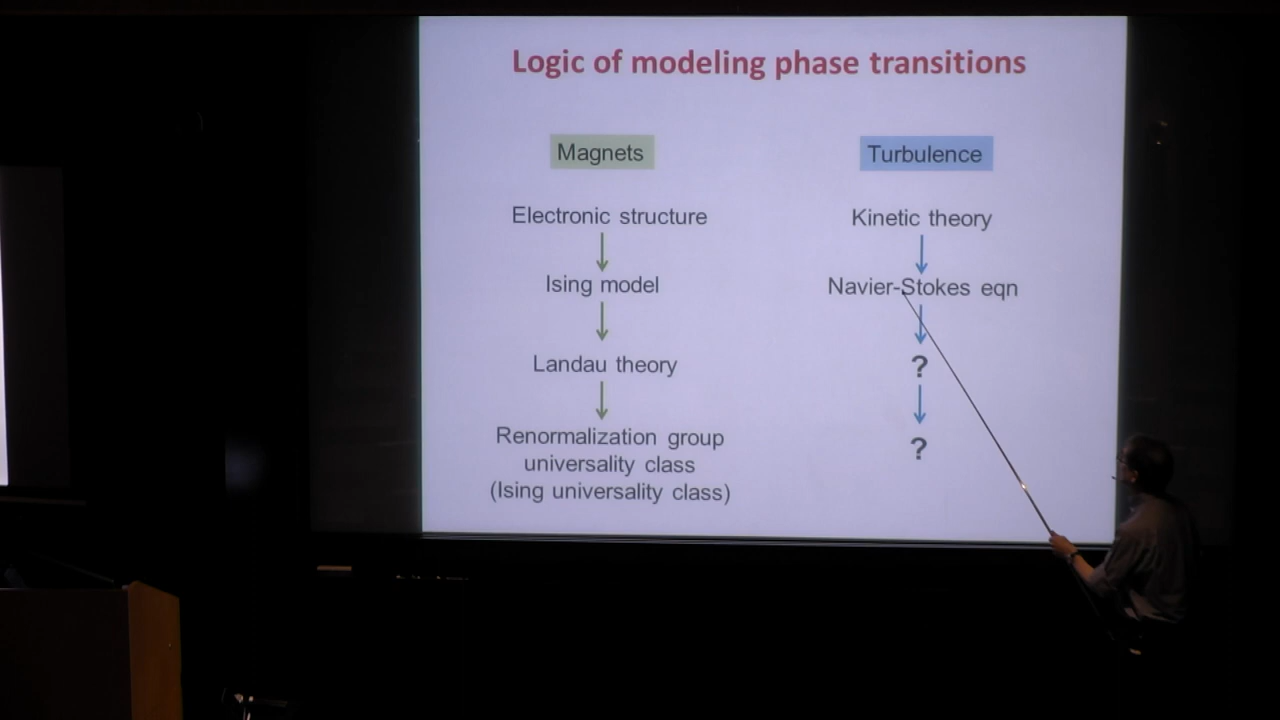 Logic of modeling phase transitions
Magnets
Electronic structure
Ising model
Landau theory
Renormalization group
universality class
(Ising universality class)
Turbulence
Kinetic theory
Navier-Stokes eqn
?
?